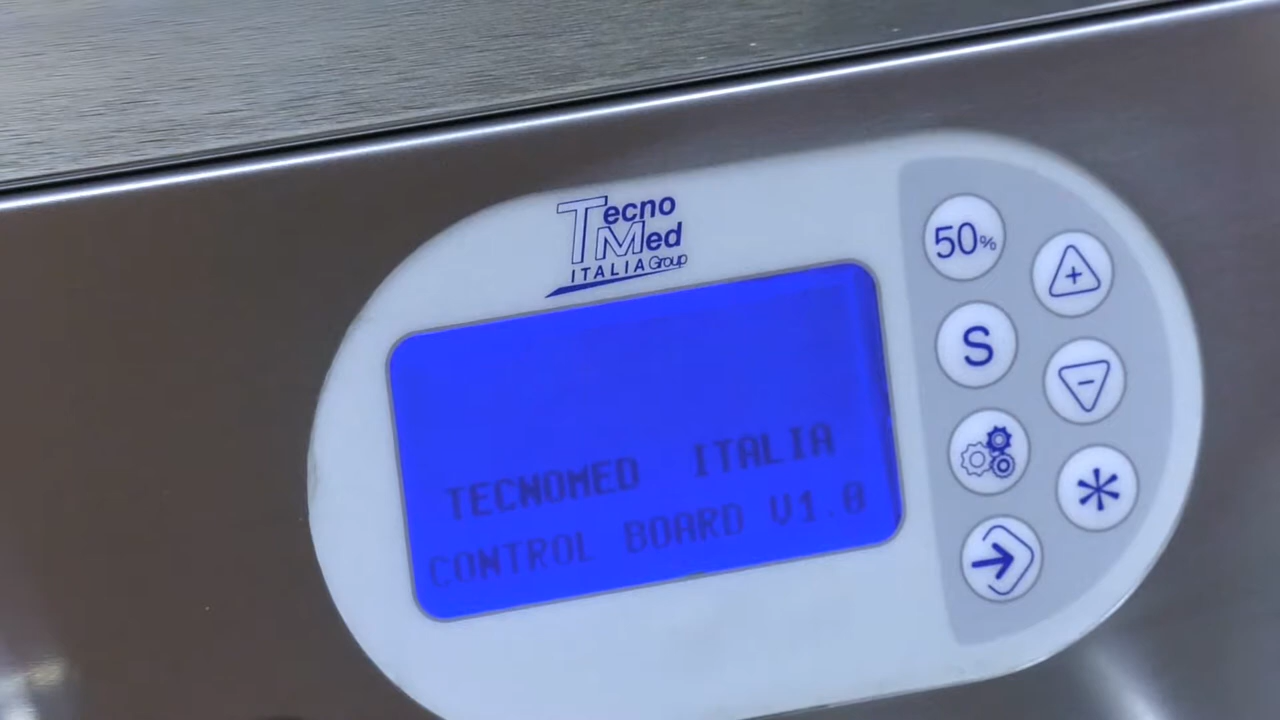 Tecno
Med
ITALIA Group
TECNOMED ITALIA
CONTROL BOARD V1.0
50%
S